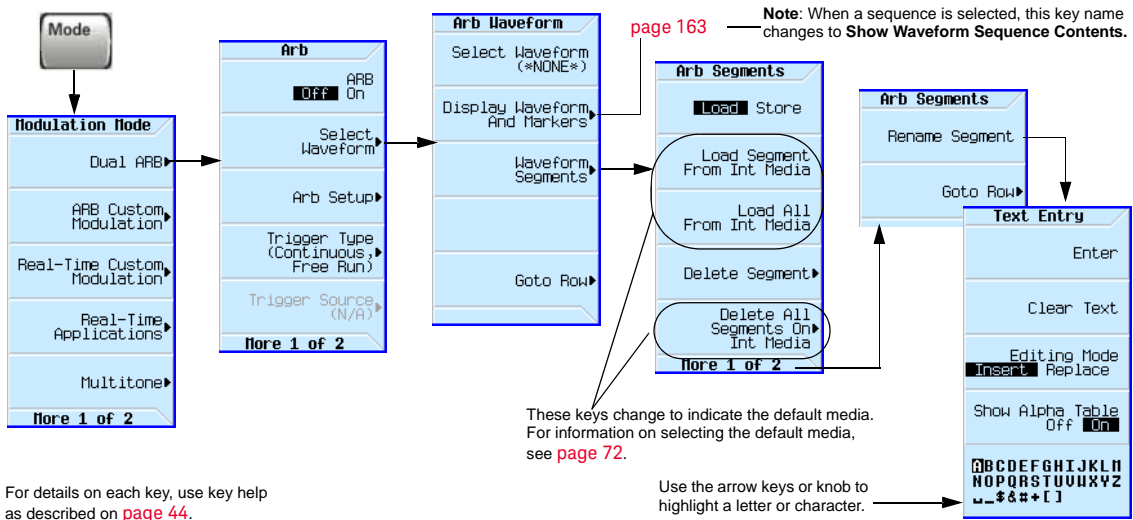 Mode
Modulation Mode
Dual ARB
ARB Custom
Modulation
Real-Time Custom
Modulation
Real-Time
Applications
Multitone
More 1 of 2
Arb
ARB
Off On
Select
Waveform
Arb Setup
Trigger Type
(Continuous,
Free Run)
Trigger Source
(N/A)
More 1 of 2
Arb Waveform
Select Waveform
(*NONE*)
Display Waveform
And Markers
Waveform
Segments
Goto Row
page 163
Note: When a sequence is selected, this key name
changes to Show Waveform Sequence Contents.
Arb Segments
Load Store
Load Segment
From Int Media
Load All
From Int Media
Delete Segment
Delete All
Segments On
Int Media
More 1 of 2
Arb Segments
Rename Segment
Goto Row
Text Entry
Enter
Clear Text
Editing Mode
Insert Replace
Show Alpha Table
Off On
ABCDEFGHIJKLM
NOPQRSTUVWXYZ
␣_$&#+[]
These keys change to indicate the default media.
For information on selecting the default media,
see page 72.
Use the arrow keys or knob to
highlight a letter or character.
For details on each key, use key help
as described on page 44.